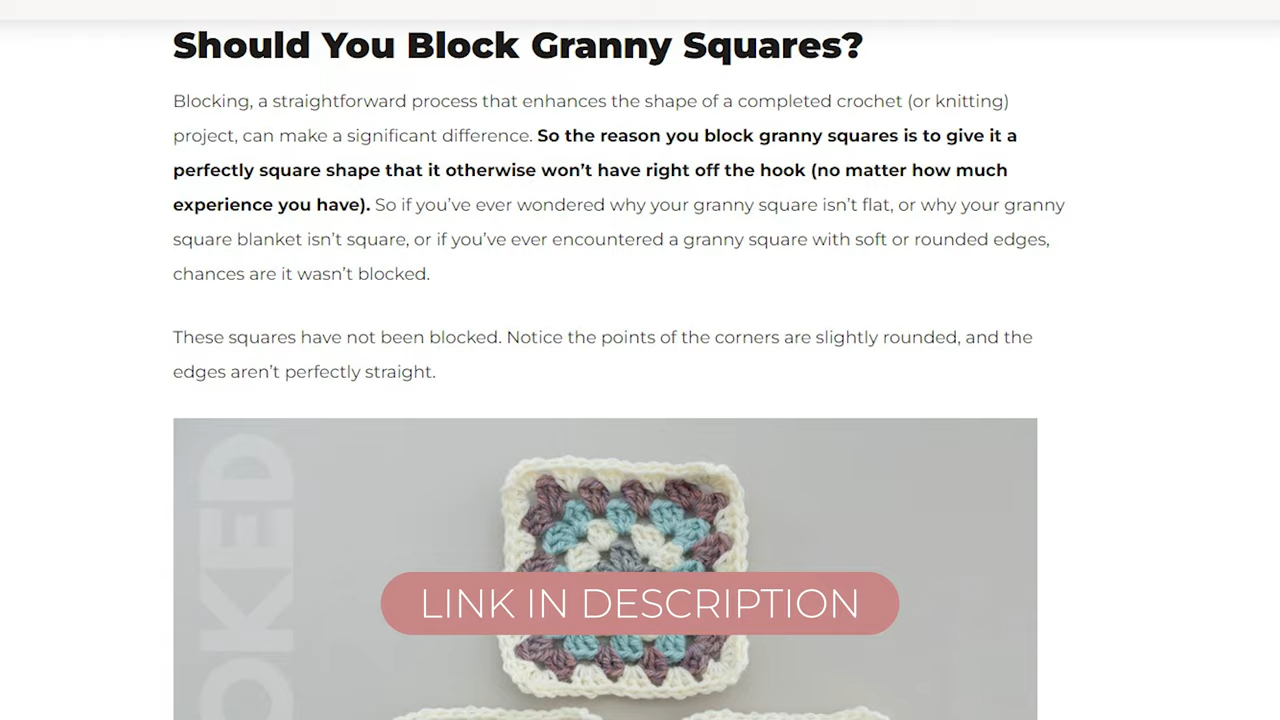 Should You Block Granny Squares?
Blocking, a straightforward process that enhances the shape of a completed crochet (or knitting)
project, can make a significant difference. So the reason you block granny squares is to give it a
perfectly square shape that it otherwise won’t have right off the hook (no matter how much
experience you have). So if you’ve ever wondered why your granny square isn’t flat, or why your granny
square blanket isn’t square, or if you’ve ever encountered a granny square with soft or rounded edges,
chances are it wasn’t blocked.
These squares have not been blocked. Notice the points of the corners are slightly rounded, and the
edges aren’t perfectly straight.
OKED
LINK IN DESCRIPTION